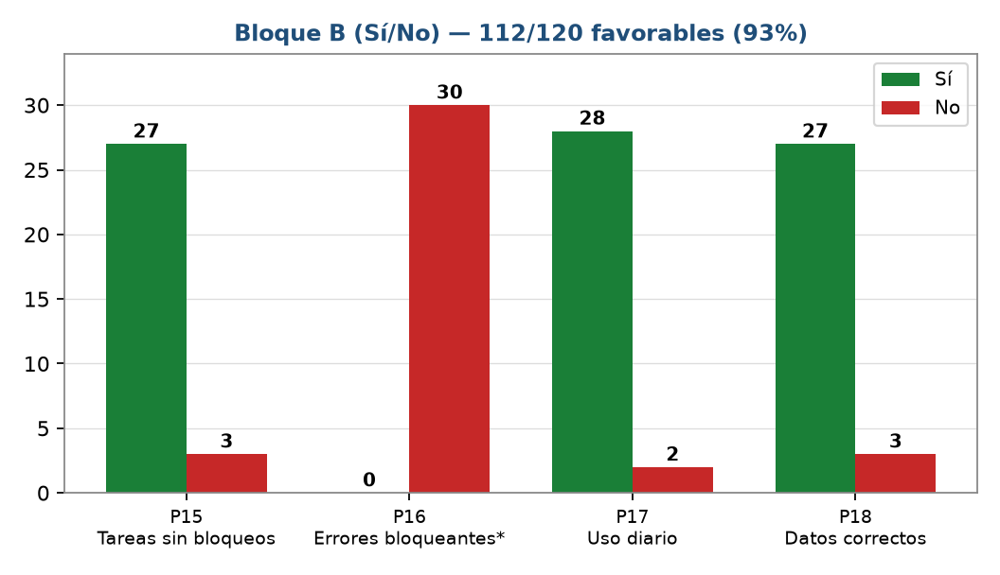 Bloque B (Sí/No) — 112/120 favorables (93%)
Sí
No
30
25
20
15
10
5
0
27
3
0
30
28
2
27
3
P15
Tareas sin bloqueos
P16
Errores bloqueantes*
P17
Uso diario
P18
Datos correctos